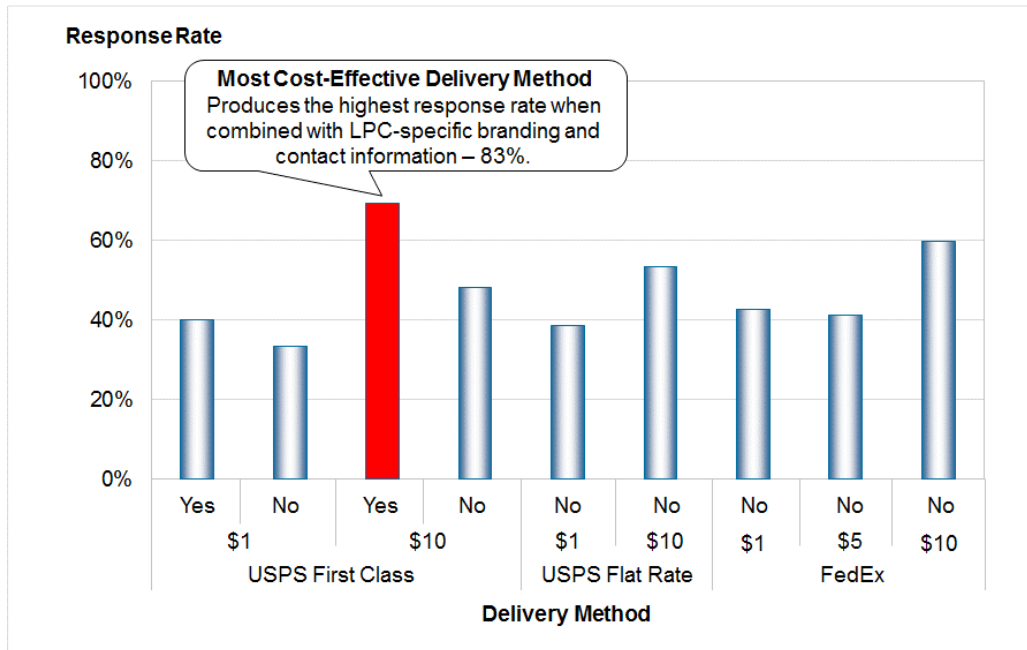 Response Rate
Most Cost-Effective Delivery Method
Produces the highest response rate when
combined with LPC-specific branding and
contact information – 83%.
100%
80%
60%
40%
20%
0%
Yes No Yes No No No No No No
$1 $10 $1 $10 $1 $5 $10
USPS First Class USPS Flat Rate FedEx
Delivery Method